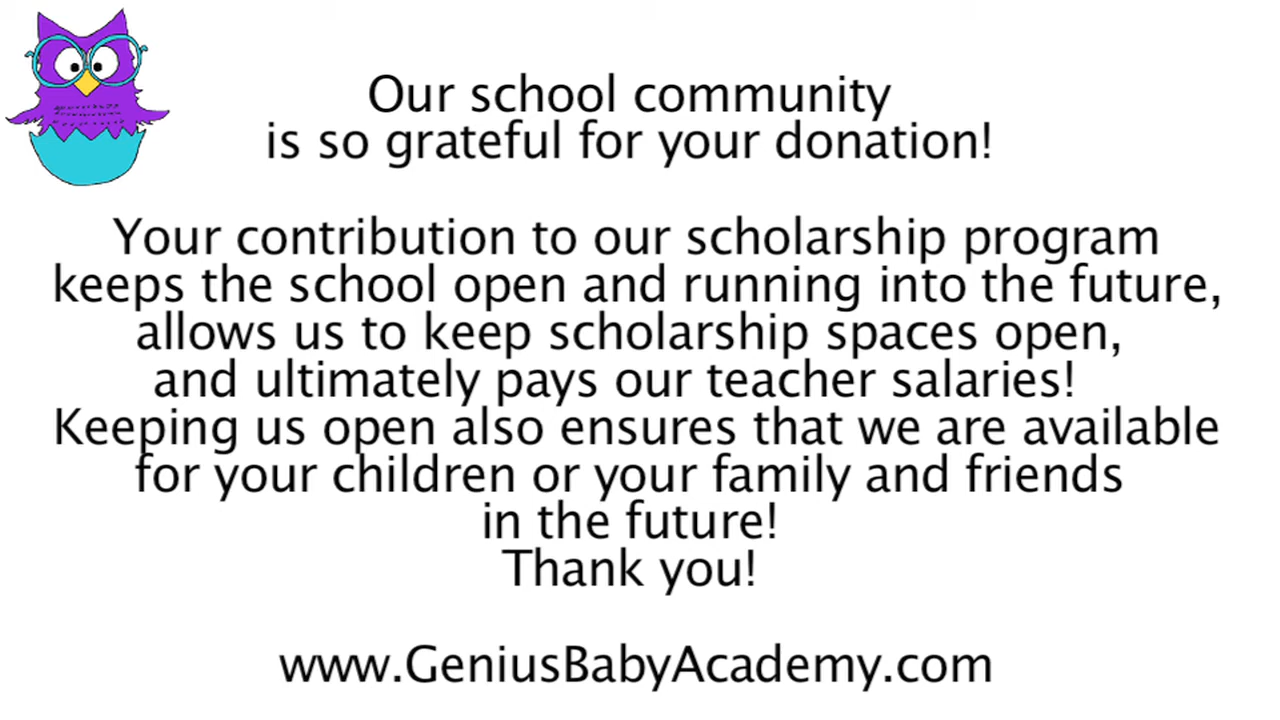 Our school community
is so grateful for your donation!
Your contribution to our scholarship program
keeps the school open and running into the future,
allows us to keep scholarship spaces open,
and ultimately pays our teacher salaries!
Keeping us open also ensures that we are available
for your children or your family and friends
in the future!
Thank you!
www.GeniusBabyAcademy.com